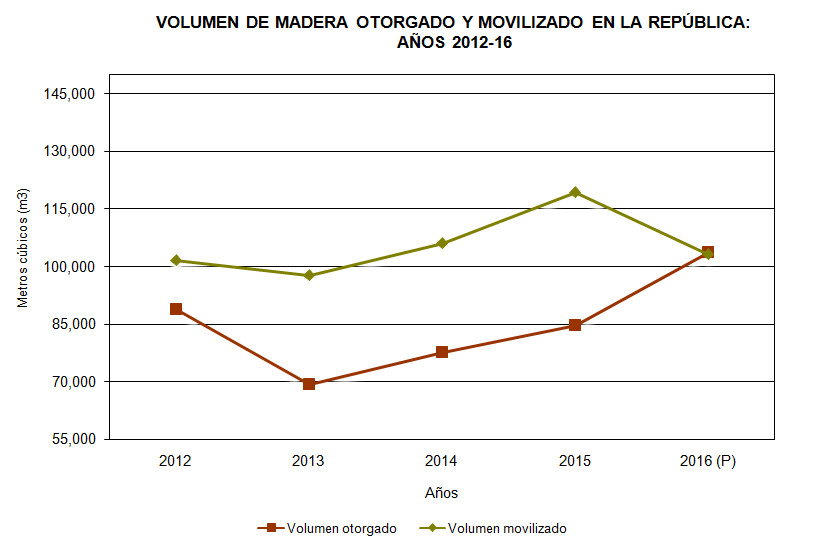 VOLUMEN DE MADERA OTORGADO Y MOVILIZADO EN LA REPÚBLICA:
AÑOS 2012-16
145,000
130,000
115,000
100,000
85,000
70,000
55,000
Metros cúbicos (m3)
2012
2013
2014
2015
2016 (P)
Años
Volumen otorgado
Volumen movilizado